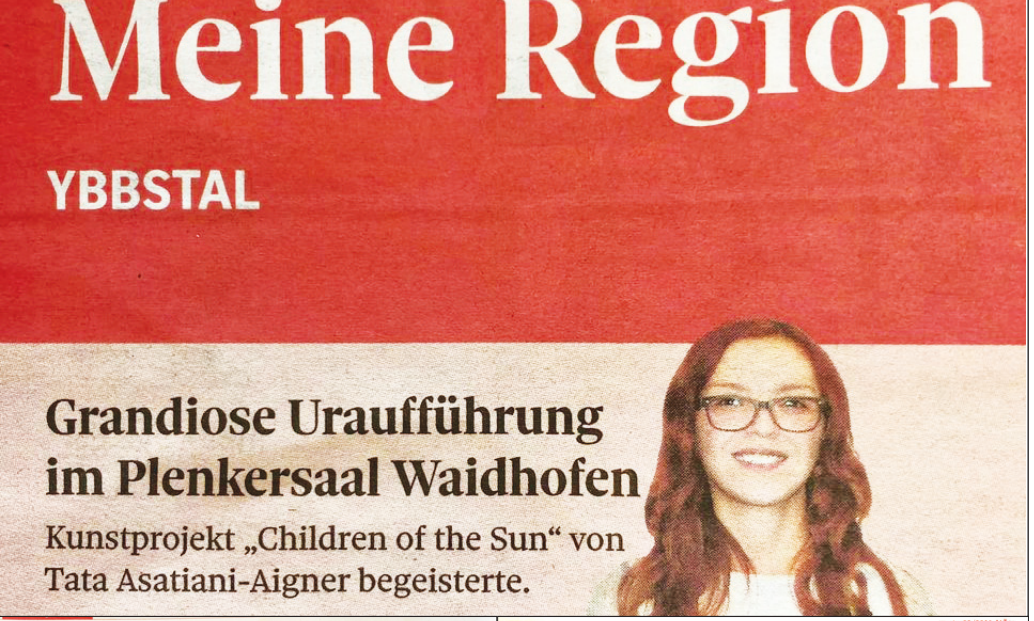 Meine Region
YBBSTAL
Grandiose Uraufführung
im Plenkersaal Waidhofen
Kunstprojekt „Children of the Sun“ von
Tata Asatiani-Aigner begeisterte.